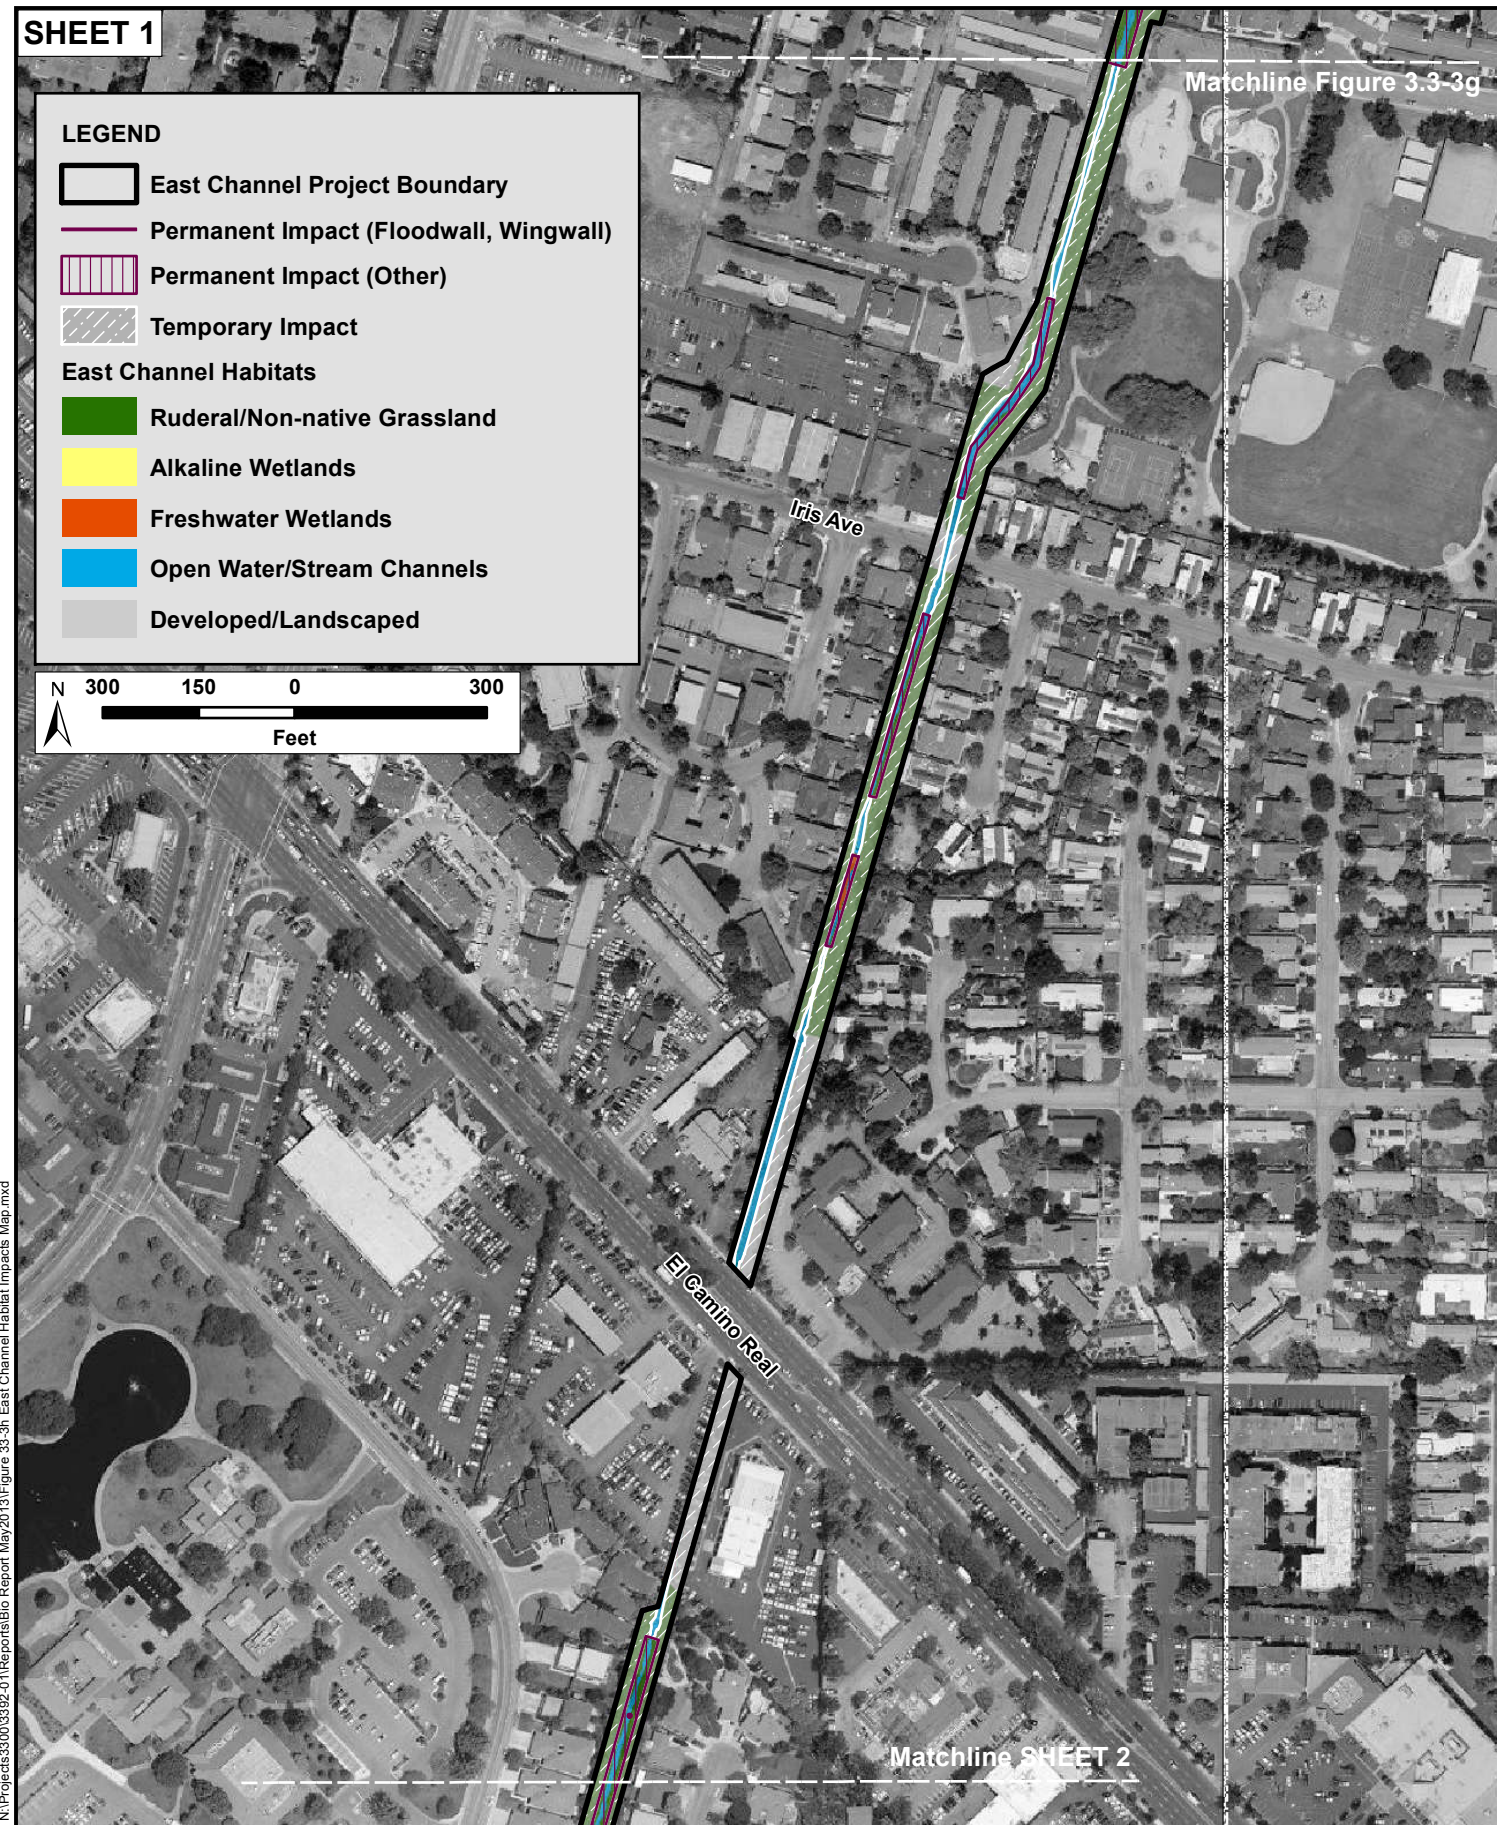 SHEET 1
Matchline Figure 3.3-3g
LEGEND
East Channel Project Boundary
Permanent Impact (Floodwall, Wingwall)
Permanent Impact (Other)
Temporary Impact
East Channel Habitats
Ruderal/Non-native Grassland
Alkaline Wetlands
Freshwater Wetlands
Open Water/Stream Channels
Developed/Landscaped
N 300 150 0 300
Feet
Iris Ave
El Camino Real
Matchline SHEET 2
N:\Projects3300\3392-01\Reports\Bio Report May2013\Figure 33-3h East Channel Habitat Impacts Map.mxd